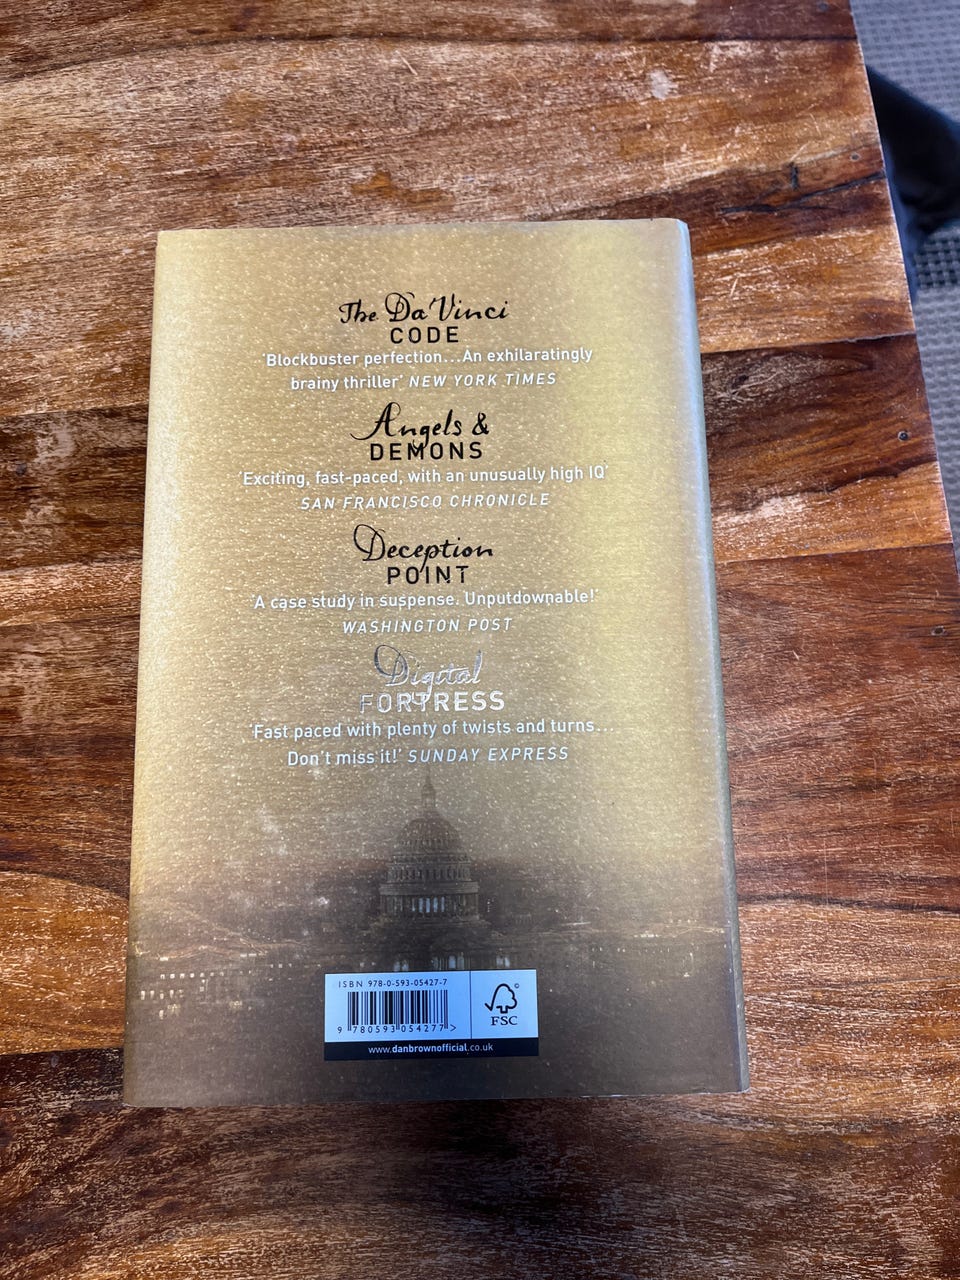 The Da Vinci
CODE
'Blockbuster perfection...An exhilaratingly
brainy thriller' NEW YORK TIMES
Angels &
DEMONS
'Exciting, fast-paced, with an unusually high IQ'
SAN FRANCISCO CHRONICLE
Deception
POINT
'A case study in suspense. Unputdownable!'
WASHINGTON POST
Digital
FORTRESS
'Fast paced with plenty of twists and turns...
Don't miss it!' SUNDAY EXPRESS
ISBN 978-0-593-05427-7
9 780593 054277 >
FSC
www.danbrownofficial.co.uk